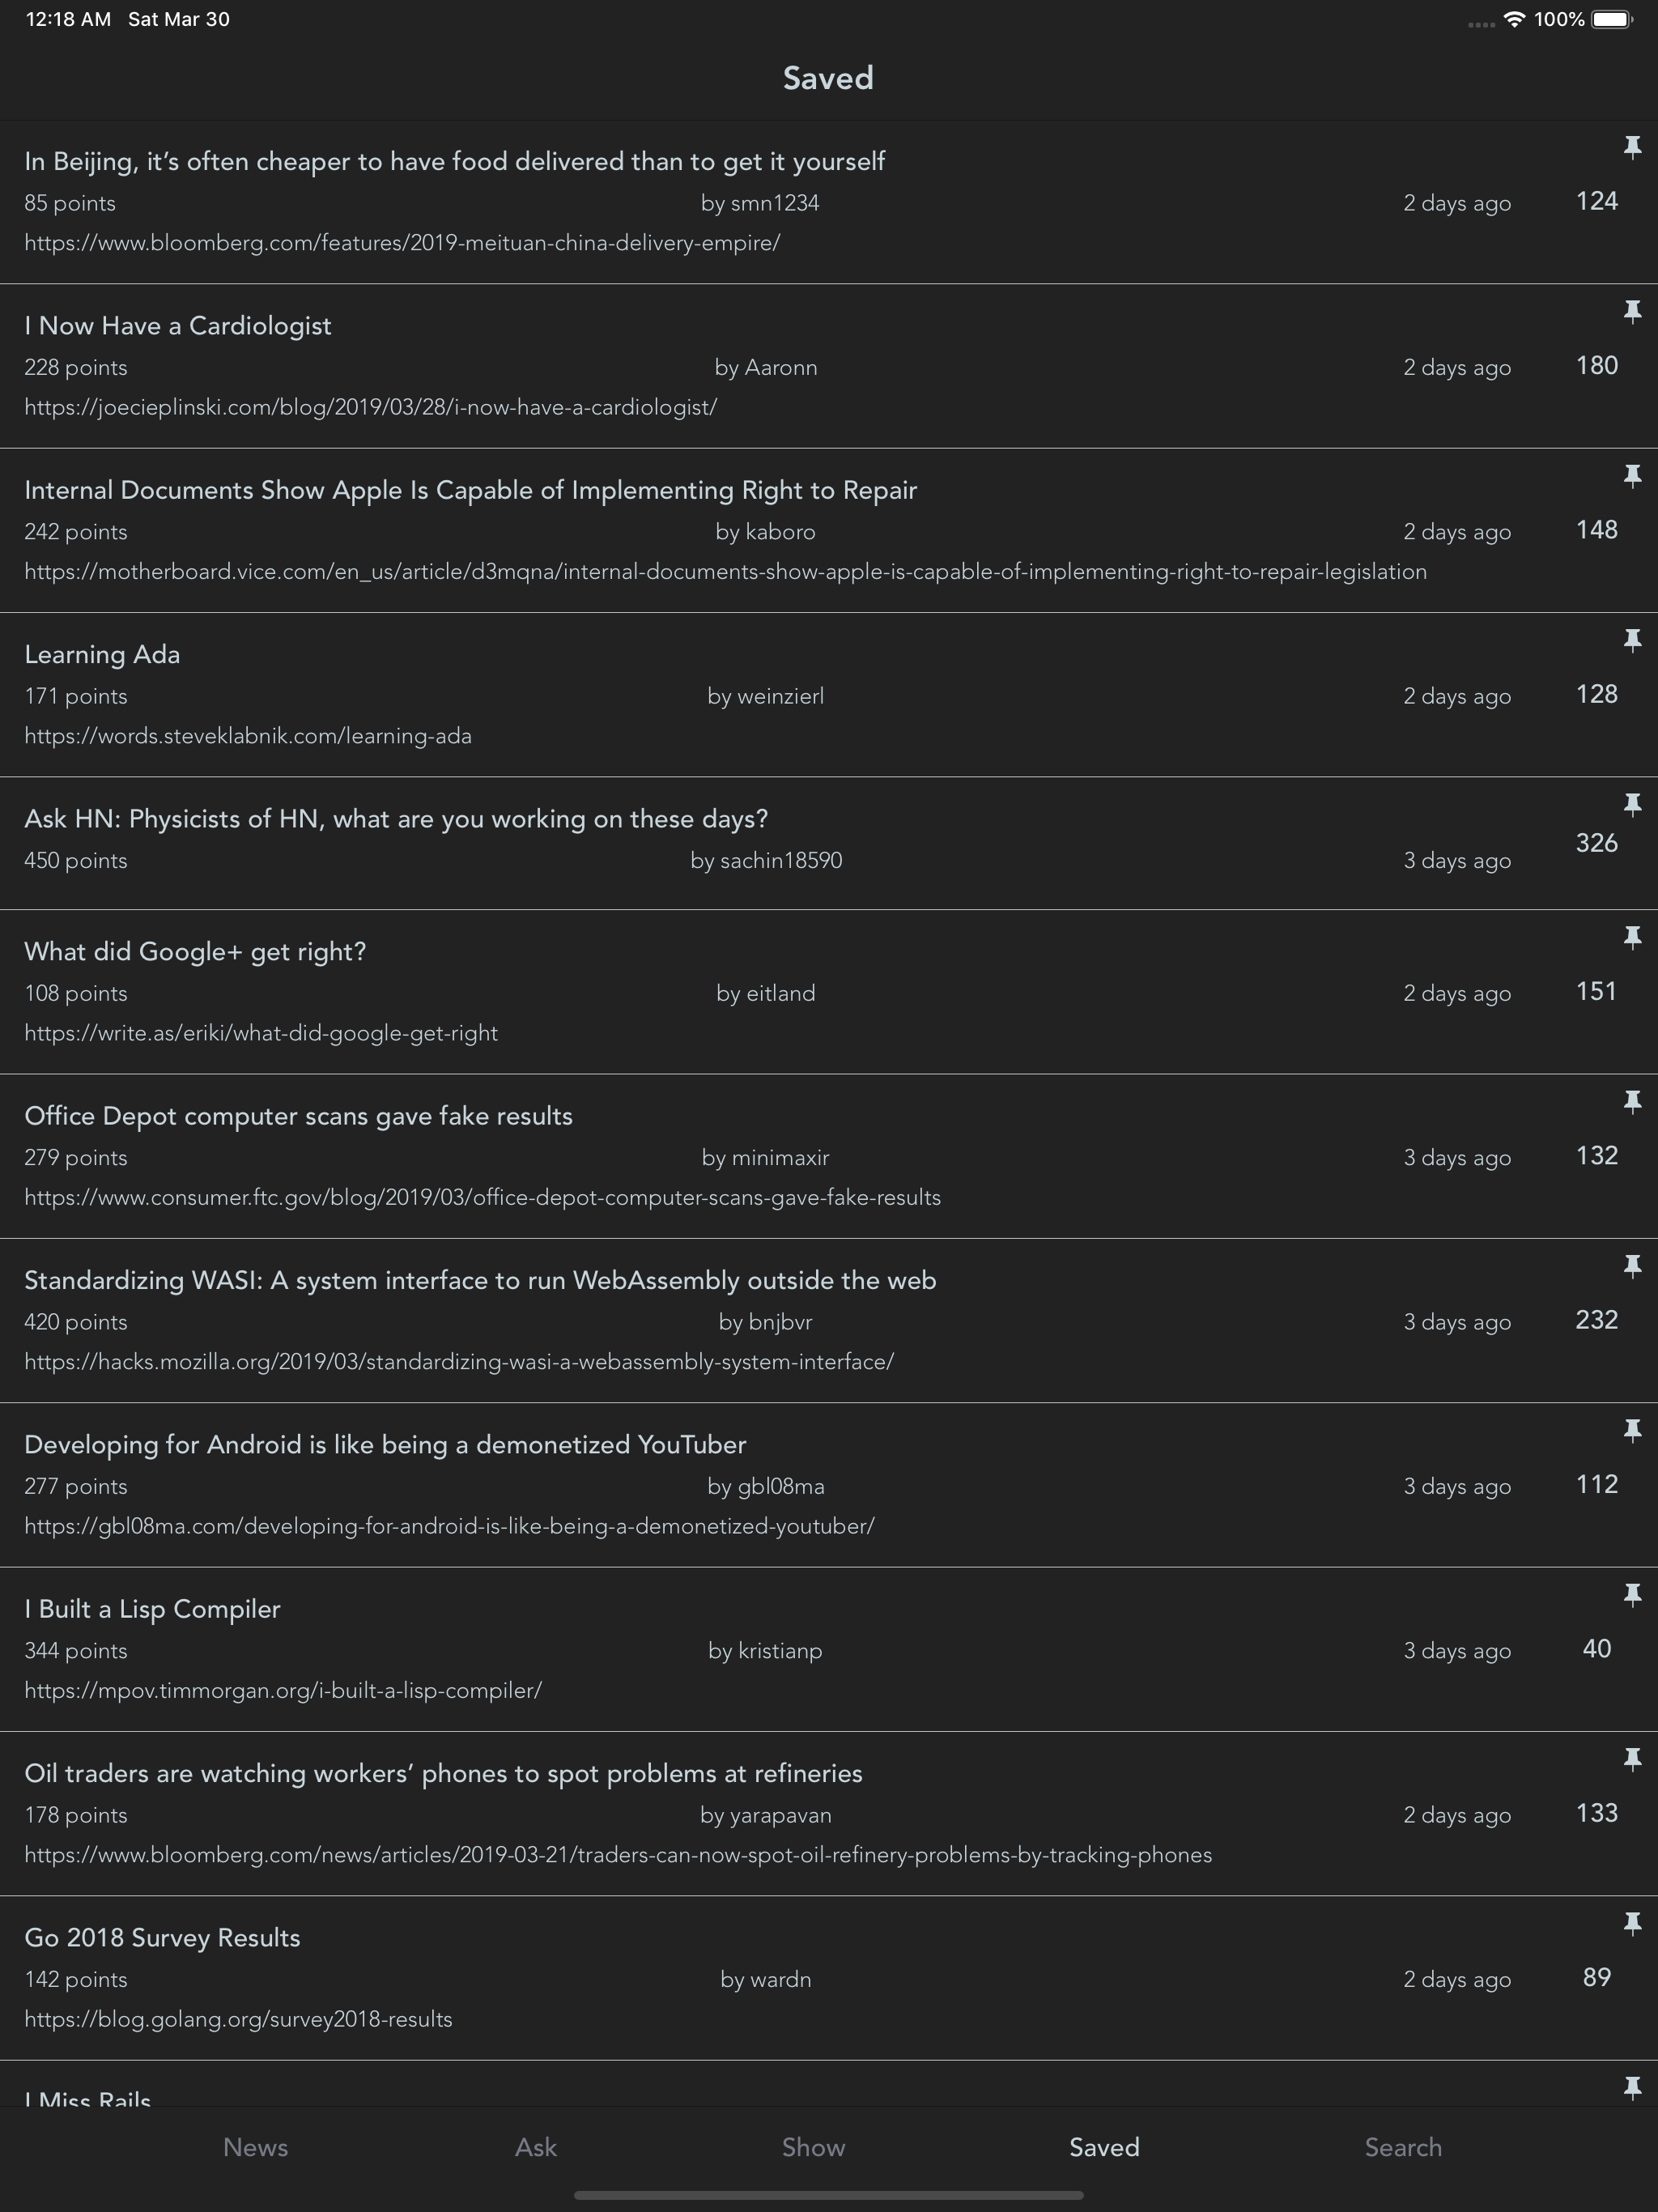 12:18 AM Sat Mar 30 100%
Saved
In Beijing, it’s often cheaper to have food delivered than to get it yourself
85 points by smn1234 2 days ago 124
https://www.bloomberg.com/features/2019-meituan-china-delivery-empire/
I Now Have a Cardiologist
228 points by Aaronn 2 days ago 180
https://joecieplinski.com/blog/2019/03/28/i-now-have-a-cardiologist/
Internal Documents Show Apple Is Capable of Implementing Right to Repair
242 points by kaboro 2 days ago 148
https://motherboard.vice.com/en_us/article/d3mqna/internal-documents-show-apple-is-capable-of-implementing-right-to-repair-legislation
Learning Ada
171 points by weinzierl 2 days ago 128
https://words.steveklabnik.com/learning-ada
Ask HN: Physicists of HN, what are you working on these days?
450 points by sachin18590 3 days ago 326
What did Google+ get right?
108 points by eitland 2 days ago 151
https://write.as/eriki/what-did-google-get-right
Office Depot computer scans gave fake results
279 points by minimaxir 3 days ago 132
https://www.consumer.ftc.gov/blog/2019/03/office-depot-computer-scans-gave-fake-results
Standardizing WASI: A system interface to run WebAssembly outside the web
420 points by bnjbvr 3 days ago 232
https://hacks.mozilla.org/2019/03/standardizing-wasi-a-webassembly-system-interface/
Developing for Android is like being a demonetized YouTuber
277 points by gbl08ma 3 days ago 112
https://gbl08ma.com/developing-for-android-is-like-being-a-demonetized-youtuber/
I Built a Lisp Compiler
344 points by kristianp 3 days ago 40
https://mpov.timmorgan.org/i-built-a-lisp-compiler/
Oil traders are watching workers’ phones to spot problems at refineries
178 points by yarapavan 2 days ago 133
https://www.bloomberg.com/news/articles/2019-03-21/traders-can-now-spot-oil-refinery-problems-by-tracking-phones
Go 2018 Survey Results
142 points by wardn 2 days ago 89
https://blog.golang.org/survey2018-results
I Miss Rails
News Ask Show Saved Search